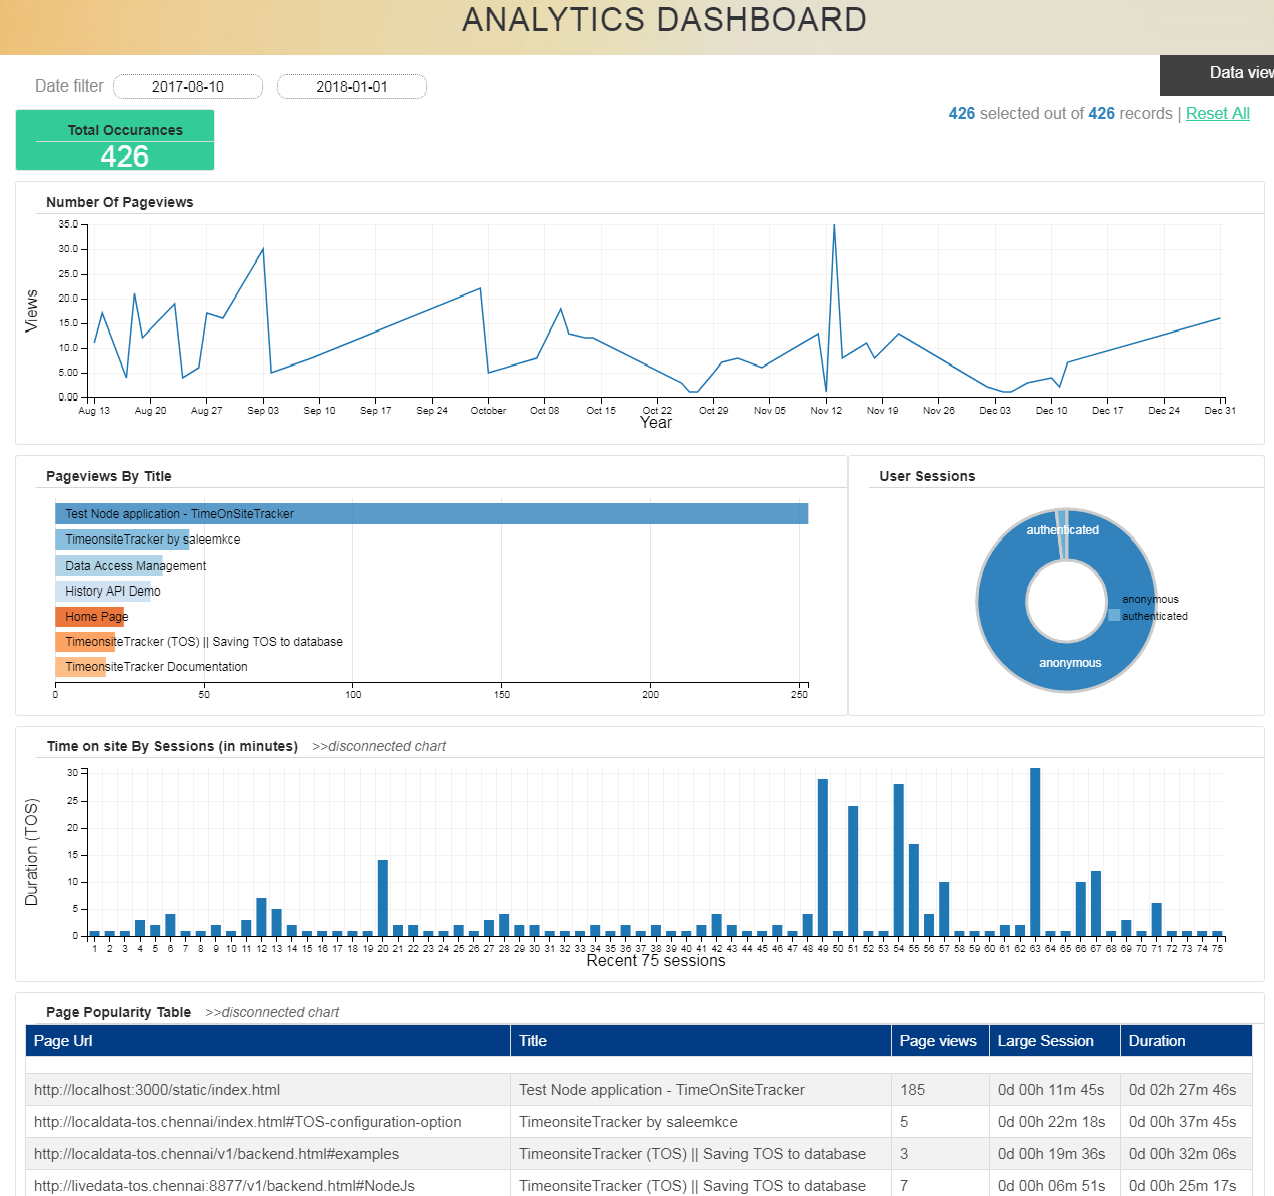 ANALYTICS DASHBOARD
Date filter 2017-08-10 2018-01-01
Data view
426 selected out of 426 records | Reset All
Total Occurances
426
Number Of Pageviews
Views
35.0
30.0
25.0
20.0
15.0
10.0
5.00
0.00
Aug 13 Aug 20 Aug 27 Sep 03 Sep 10 Sep 17 Sep 24 October Oct 08 Oct 15 Oct 22 Oct 29 Nov 05 Nov 12 Nov 19 Nov 26 Dec 03 Dec 10 Dec 17 Dec 24 Dec 31
Year
Pageviews By Title
Test Node application - TimeOnSiteTracker
TimeonsiteTracker by saleemkce
Data Access Management
History API Demo
Home Page
TimeonsiteTracker (TOS) || Saving TOS to database
TimeonsiteTracker Documentation
0 50 100 150 200 250
User Sessions
authenticated
anonymous
authenticated
anonymous
Time on site By Sessions (in minutes) >>disconnected chart
Duration (TOS)
30
25
20
15
10
5
0
1 2 3 4 5 6 7 8 9 10 11 12 13 14 15 16 17 18 19 20 21 22 23 24 25 26 27 28 29 30 31 32 33 34 35 36 37 38 39 40 41 42 43 44 45 46 47 48 49 50 51 52 53 54 55 56 57 58 59 60 61 62 63 64 65 66 67 68 69 70 71 72 73 74 75
Recent 75 sessions
Page Popularity Table >>disconnected chart
Page Url Title Page views Large Session Duration
http://localhost:3000/static/index.html Test Node application - TimeOnSiteTracker 185 0d 00h 11m 45s 0d 02h 27m 46s
http://localdata-tos.chennai/index.html#TOS-configuration-option TimeonsiteTracker by saleemkce 5 0d 00h 22m 18s 0d 00h 37m 45s
http://localdata-tos.chennai/v1/backend.html#examples TimeonsiteTracker (TOS) || Saving TOS to database 3 0d 00h 19m 36s 0d 00h 32m 06s
http://livedata-tos.chennai:8877/v1/backend.html#NodeJs TimeonsiteTracker (TOS) || Saving TOS to database 7 0d 00h 06m 51s 0d 00h 25m 17s